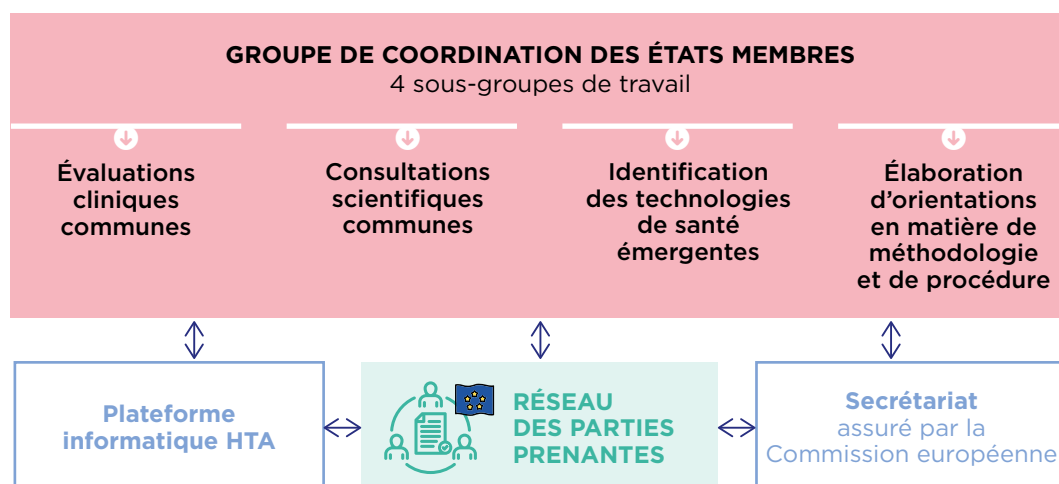 GROUPE DE COORDINATION DES ÉTATS MEMBRES
4 sous-groupes de travail
Évaluations
cliniques
communes
Consultations
scientifiques
communes
Identification
des technologies
de santé
émergentes
Élaboration
d’orientations
en matière de
méthodologie
et de procédure
Plateforme
informatique HTA
RÉSEAU
DES PARTIES
PRENANTES
Secrétariat
assuré par la
Commission européenne